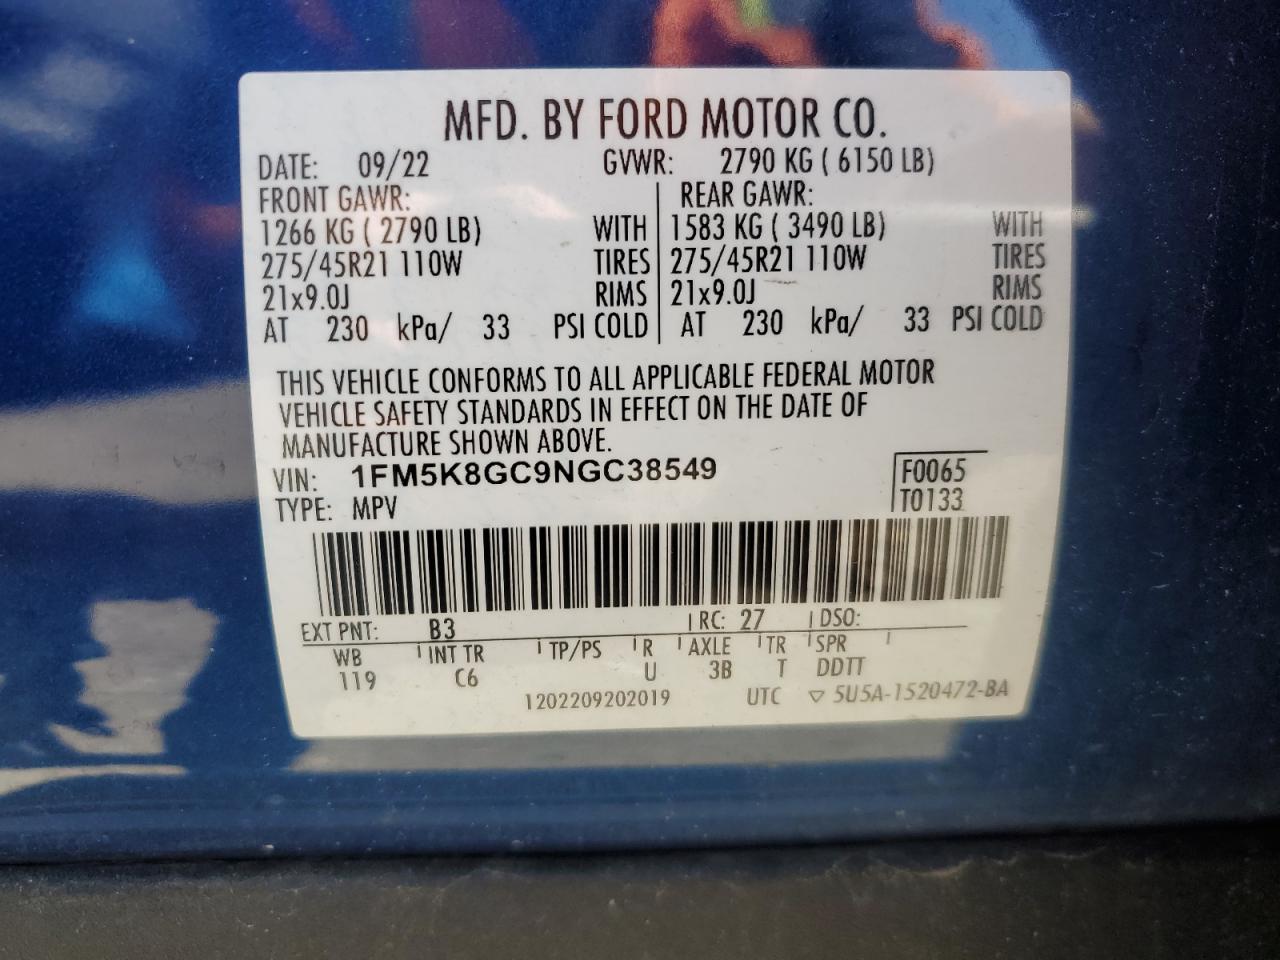 MFD. BY FORD MOTOR CO.
DATE: 09/22 GVWR: 2790 KG ( 6150 LB)
FRONT GAWR: REAR GAWR:
1266 KG ( 2790 LB) WITH 1583 KG ( 3490 LB) WITH
275/45R21 110W TIRES 275/45R21 110W TIRES
21x9.0J RIMS 21x9.0J RIMS
AT 230 kPa/ 33 PSI COLD AT 230 kPa/ 33 PSI COLD
THIS VEHICLE CONFORMS TO ALL APPLICABLE FEDERAL MOTOR
VEHICLE SAFETY STANDARDS IN EFFECT ON THE DATE OF
MANUFACTURE SHOWN ABOVE.
VIN: 1FM5K8GC9NGC38549 F0065
TYPE: MPV T0133
EXT PNT: B3 RC: 27 DSO:
WB INT TR TP/PS R AXLE TR SPR
119 C6 U 3B T DDTT
1202209202019 UTC ▽ 5U5A-1520472-BA